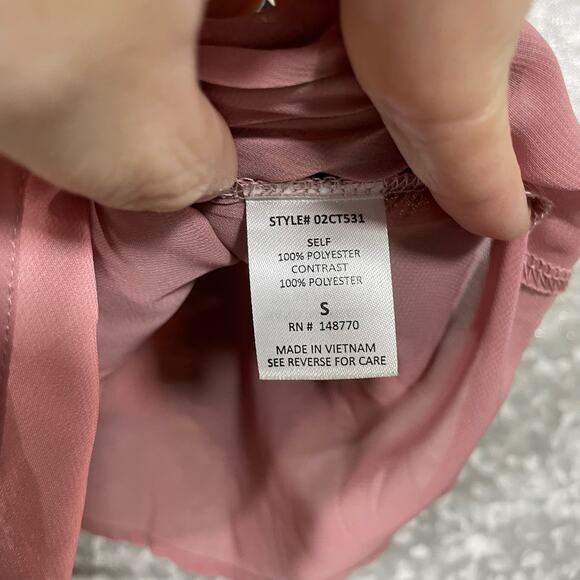 STYLE# 02CT531
SELF
100% POLYESTER
CONTRAST
100% POLYESTER
S
RN # 148770
MADE IN VIETNAM
SEE REVERSE FOR CARE